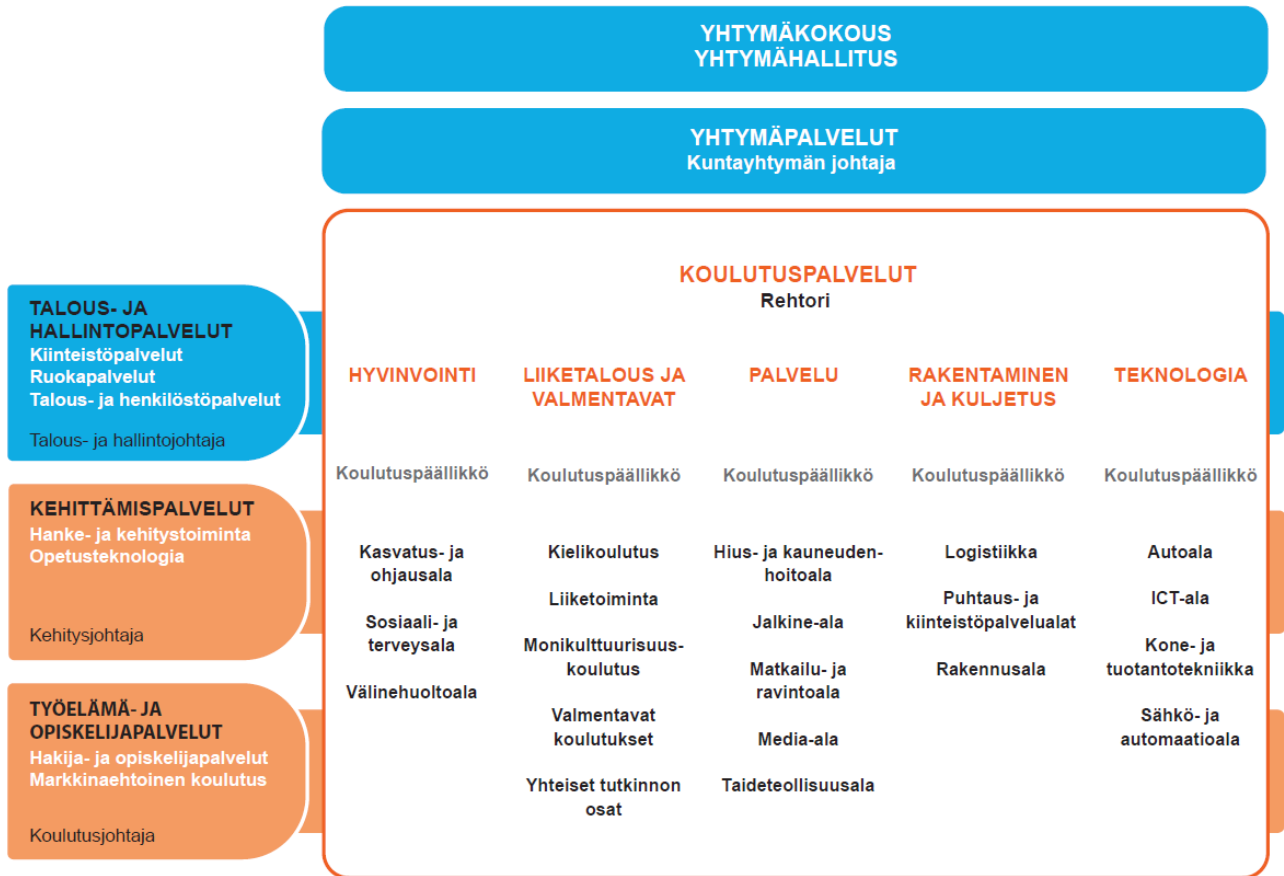 YHTYMÄKOKOUS
YHTYMÄHALLITUS
YHTYMÄPALVELUT
Kuntayhtymän johtaja
TALOUS- JA
HALLINTOPALVELUT
Kiinteistöpalvelut
Ruokapalvelut
Talous- ja henkilöstöpalvelut
Talous- ja hallintojohtaja
KEHITTÄMISPALVELUT
Hanke- ja kehitystoiminta
Opetusteknologia
Kehitysjohtaja
TYÖELÄMÄ- JA
OPISKELIJAPALVELUT
Hakija- ja opiskelijapalvelut
Markkinaehtoinen koulutus
Koulutusjohtaja
KOULUTUSPALVELUT
Rehtori
HYVINVOINTI
Koulutuspäällikkö
Kasvatus- ja
ohjausala
Sosiaali- ja
terveysala
Välinehuoltoala
LIIKETALOUS JA
VALMENTAVAT
Koulutuspäällikkö
Kielikoulutus
Liiketoiminta
Monikulttuurisuus-
koulutus
Valmentavat
koulutukset
Yhteiset tutkinnon
osat
PALVELU
Koulutuspäällikkö
Hius- ja kauneuden-
hoitoala
Jalkine-ala
Matkailu- ja
ravintoala
Media-ala
Taideteollisuusala
RAKENTAMINEN
JA KULJETUS
Koulutuspäällikkö
Logistiikka
Puhtaus- ja
kiinteistöpalvelualat
Rakennusala
TEKNOLOGIA
Koulutuspäällikkö
Autoala
ICT-ala
Kone- ja
tuotantotekniikka
Sähkö- ja
automaatioala